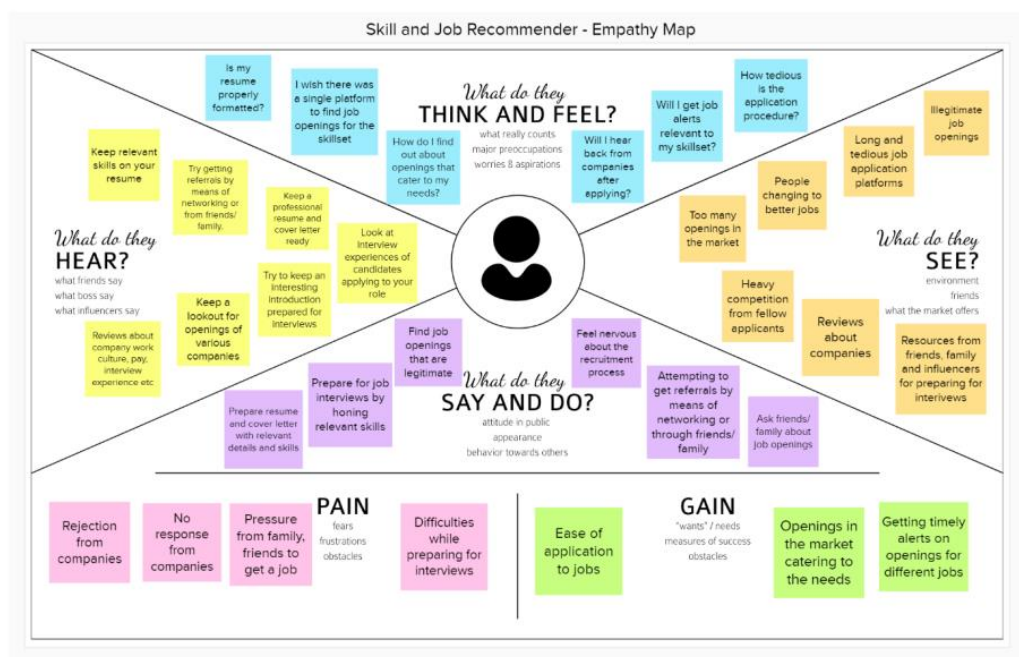 Skill and Job Recommender - Empathy Map
What do they
THINK AND FEEL?
what really counts
major preoccupations
worries & aspirations
Is my
resume
properly
formatted?
I wish there was
a single platform
to find job
openings for the
skillset
How do I find
out about
openings that
cater to my
needs?
Will I hear
back from
companies
after
applying?
Will I get job
alerts
relevant to
my skillset?
How tedious
is the
application
procedure?
What do they
HEAR?
what friends say
what boss say
what influencers say
Keep relevant
skills on your
resume
Try getting
referrals by
means of
networking or
from friends/
family.
Keep a
professional
resume and
cover letter
ready
Look at
Interview
experiences of
candidates
applying to your
role
Try to keep an
interesting
introduction
prepared for
Interviews
Keep a
lookout for
openings of
various
companies
Reviews about
company work
culture, pay,
interview
experience etc
What do they
SEE?
environment
friends
what the market offers
Illegitimate
job
openings
Long and
tedious job
application
platforms
People
changing to
better jobs
Too many
openings in
the market
Heavy
competition
from fellow
applicants
Reviews
about
companies
Resources from
friends, family
and influencers
for preparing for
interivews
What do they
SAY AND DO?
attitude in public
appearance
behavior towards others
Find job
openings
that are
legitimate
Prepare for job
interviews by
honing
relevant skills
Prepare resume
and cover letter
with relevant
details and skills
Feel nervous
about the
recruitment
process
Attempting to
get referrals by
means of
networking or
through friends/
family
Ask friends/
family about
job openings
PAIN
fears
frustrations
obstacles
Rejection
from
companies
No
response
from
companies
Pressure
from family,
friends to
get a job
Difficulties
while
preparing for
interviews
GAIN
"wants" / needs
measures of success
obstacles
Ease of
application
to jobs
Openings in
the market
catering to
the needs
Getting timely
alerts on
openings for
different jobs